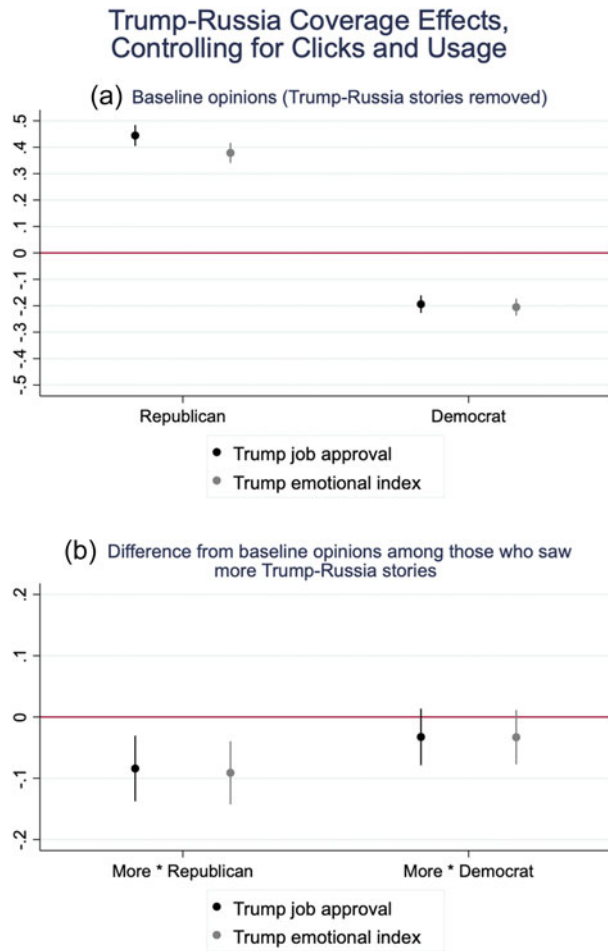 Trump-Russia Coverage Effects,
Controlling for Clicks and Usage
(a) Baseline opinions (Trump-Russia stories removed)
.5
.4
.3
.2
.1
0
-.1
-.2
-.3
-.4
-.5
Republican Democrat
Trump job approval
Trump emotional index
(b) Difference from baseline opinions among those who saw
more Trump-Russia stories
.2
.1
0
-.1
-.2
More * Republican More * Democrat
Trump job approval
Trump emotional index